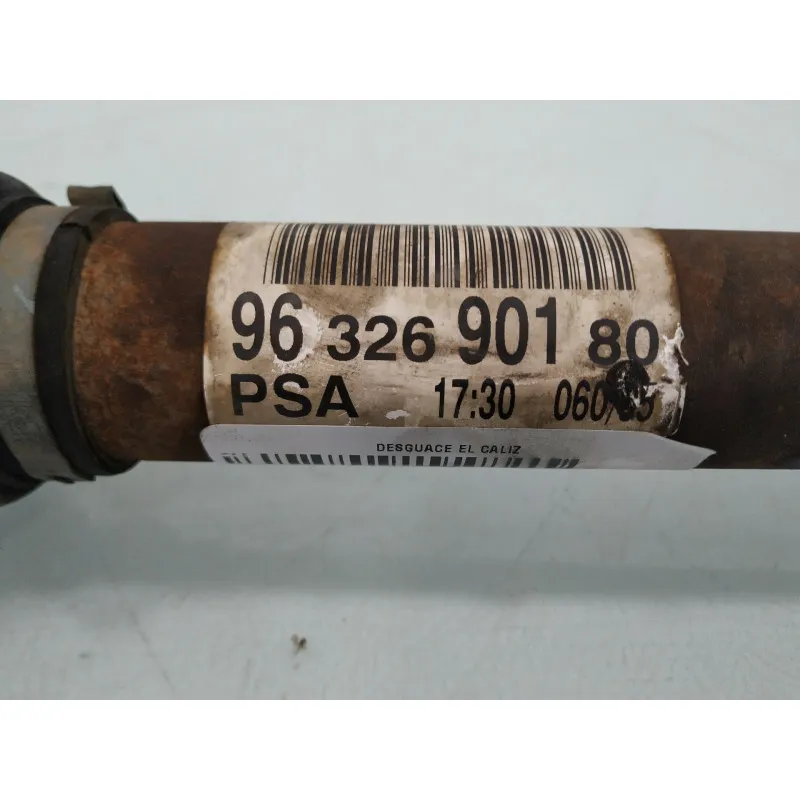 96 326 901 80
PSA 17:30
DESGUACE EL CALIZ